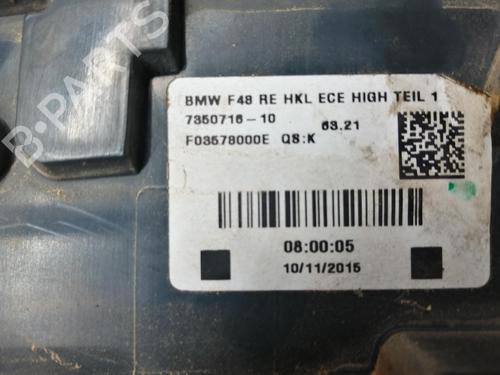 BMW F48 RE HKL ECE HIGH TEIL 1
7350716-10 63.21
F03578000E QS:K
08:00:05
10/11/2015
B-PARTS